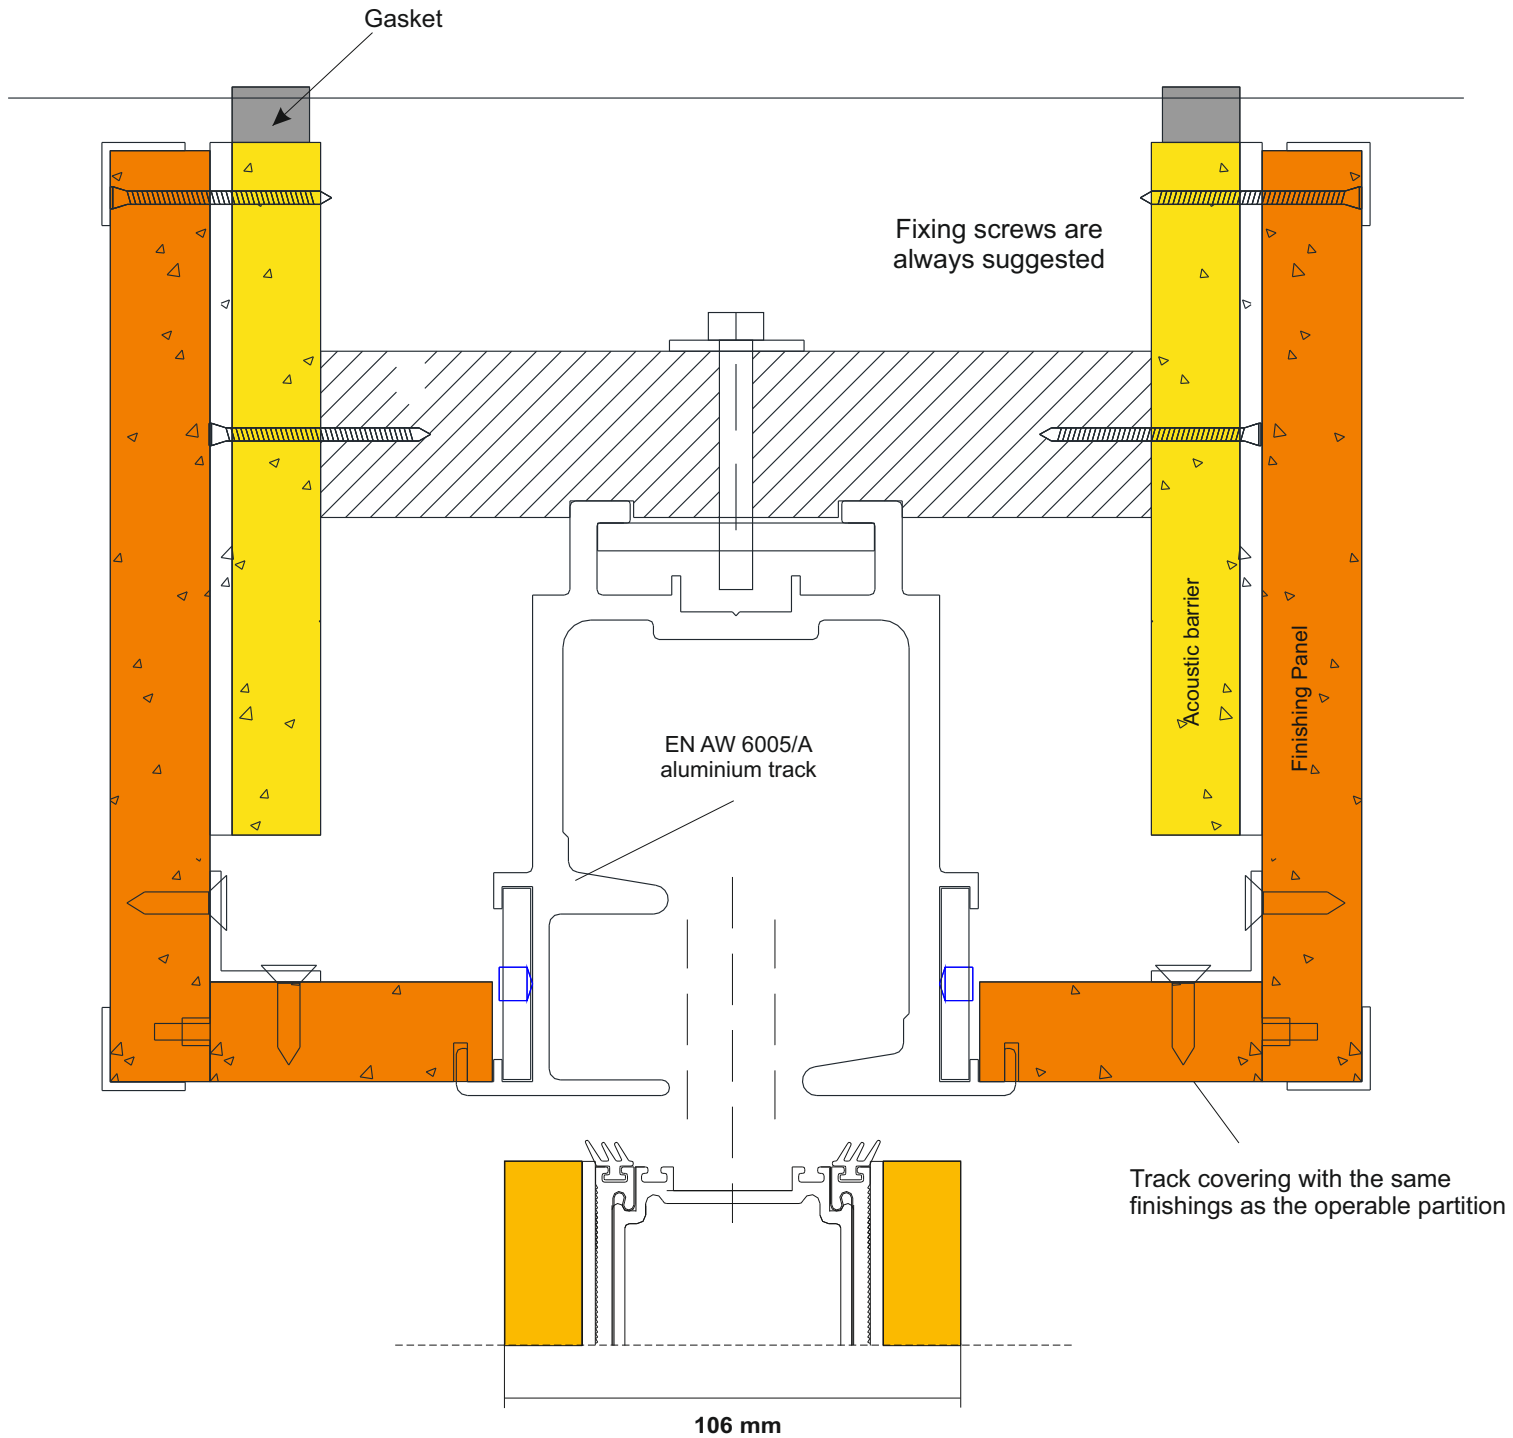 Gasket
Fixing screws are
always suggested
Acoustic barrier
Finishing Panel
EN AW 6005/A
aluminium track
Track covering with the same
finishings as the operable partition
106 mm